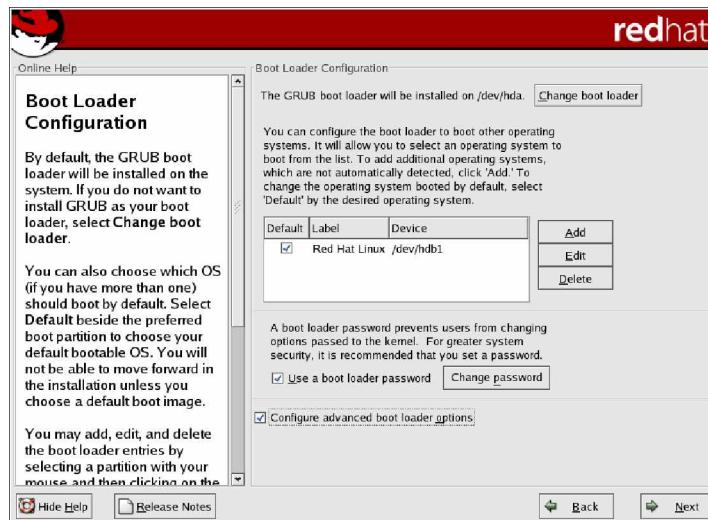 redhat
Online Help
Boot Loader
Configuration
By default, the GRUB boot
loader will be installed on the
system. If you do not want to
install GRUB as your boot
loader, select Change boot
loader.
You can also choose which OS
(if you have more than one)
should boot by default. Select
Default beside the preferred
boot partition to choose your
default bootable OS. You will
not be able to move forward in
the installation unless you
choose a default boot image.
You may add, edit, and delete
the boot loader entries by
selecting a partition with your
mouse and then clicking on the
Boot Loader Configuration
The GRUB boot loader will be installed on /dev/hda. Change boot loader
You can configure the boot loader to boot other operating
systems. It will allow you to select an operating system to
boot from the list. To add additional operating systems,
which are not automatically detected, click 'Add.' To
change the operating system booted by default, select
'Default' by the desired operating system.
Default Label Device
Red Hat Linux /dev/hdb1
Add
Edit
Delete
A boot loader password prevents users from changing
options passed to the kernel. For greater system
security, it is recommended that you set a password.
Use a boot loader password Change password
Configure advanced boot loader options
Hide Help Release Notes Back Next